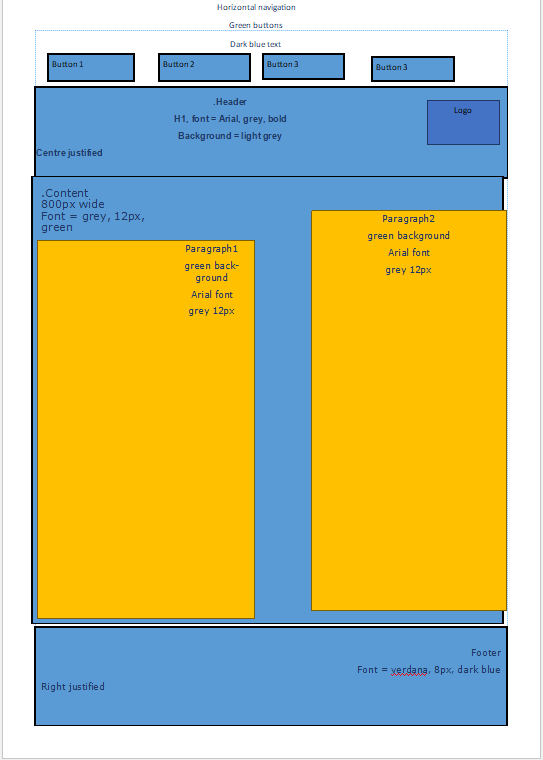 Horizontal navigation
Green buttons
Dark blue text
Button 1
Button 2
Button 3
Button 3
.Header
H1, font = Arial, grey, bold
Background = light grey
Centre justified
Logo
.Content
800px wide
Font = grey, 12px,
green
Paragraph1
green back-
ground
Arial font
grey 12px
Paragraph2
green background
Arial font
grey 12px
Footer
Font = verdana, 8px, dark blue
Right justified